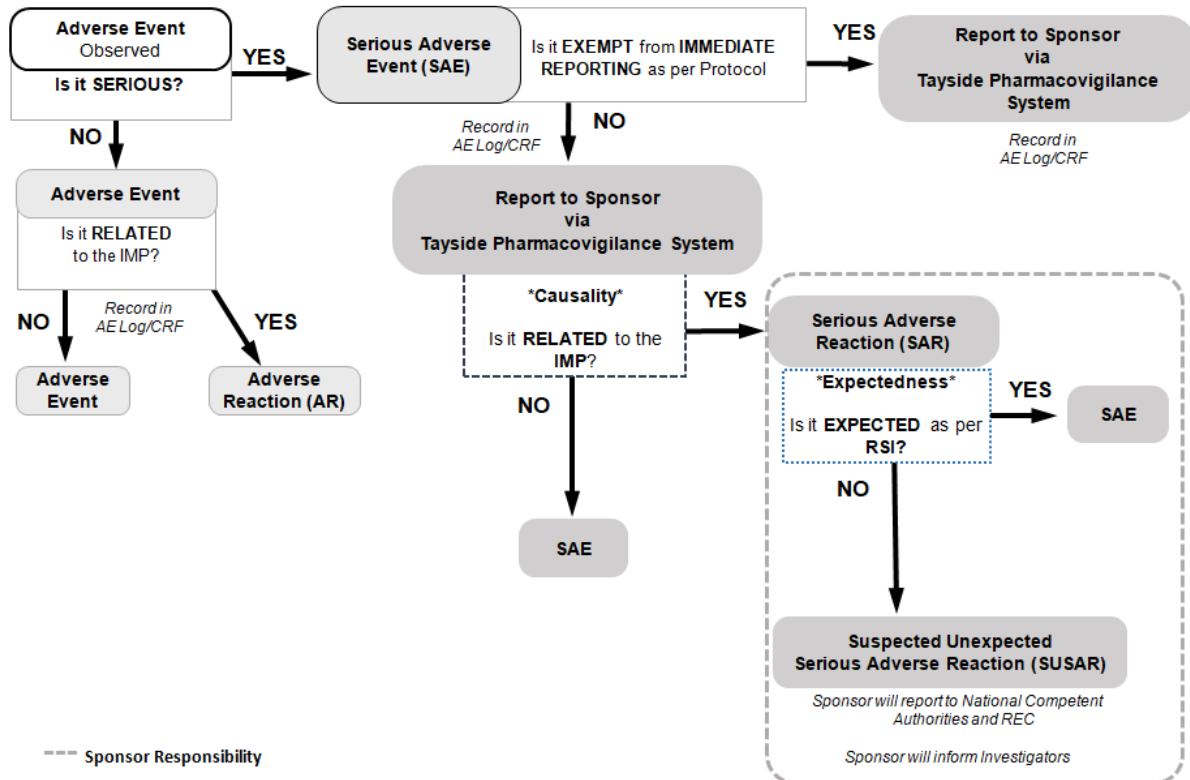 Adverse Event
Observed
Is it SERIOUS?
YES
Serious Adverse
Event (SAE)
Is it EXEMPT from IMMEDIATE
REPORTING as per Protocol
YES
Report to Sponsor
via
Tayside Pharmacovigilance
System
Record in
AE Log/CRF
NO
Record in
AE Log/CRF
NO
Adverse Event
Is it RELATED
to the IMP?
NO
Record in
AE Log/CRF
YES
Adverse
Event
Adverse
Reaction (AR)
Report to Sponsor
via
Tayside Pharmacovigilance System
*Causality*
Is it RELATED to the
IMP?
YES
NO
SAE
Serious Adverse
Reaction (SAR)
*Expectedness*
Is it EXPECTED as per
RSI?
YES
SAE
NO
Suspected Unexpected
Serious Adverse Reaction (SUSAR)
Sponsor will report to National Competent
Authorities and REC
Sponsor will inform Investigators
Sponsor Responsibility